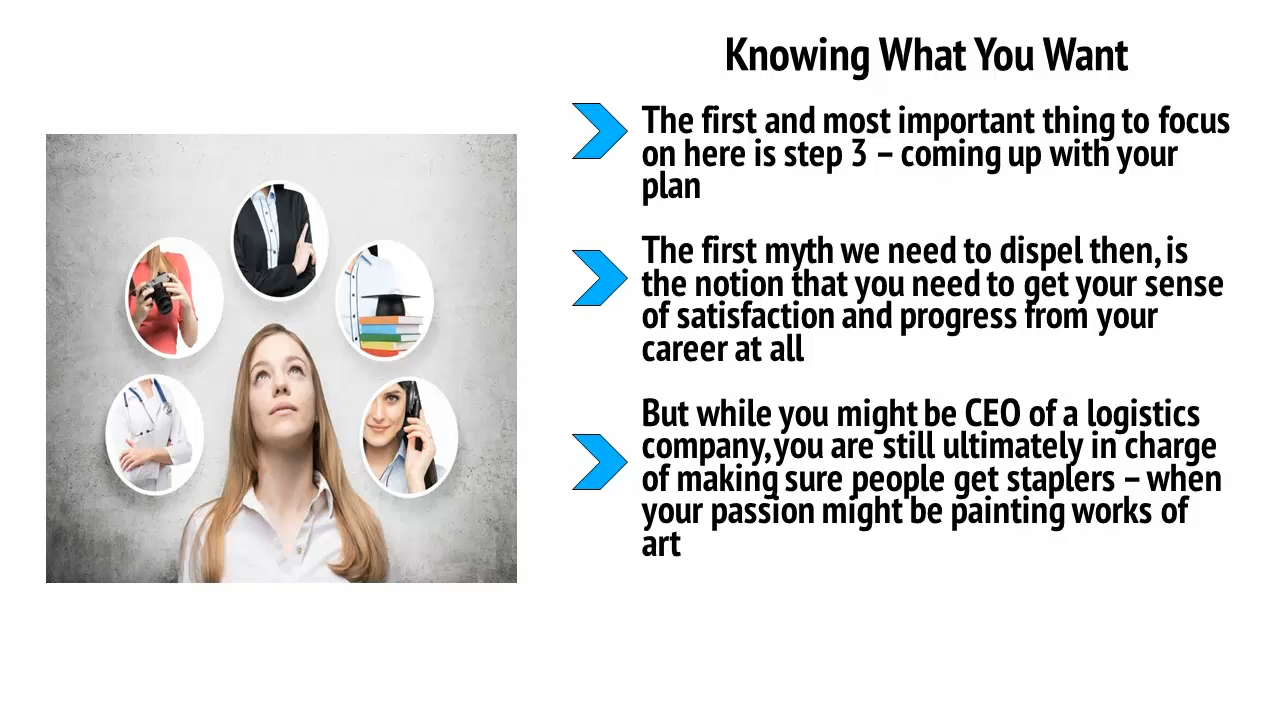 Knowing What You Want
The first and most important thing to focus
on here is step 3 – coming up with your
plan
The first myth we need to dispel then, is
the notion that you need to get your sense
of satisfaction and progress from your
career at all
But while you might be CEO of a logistics
company, you are still ultimately in charge
of making sure people get staplers – when
your passion might be painting works of
art